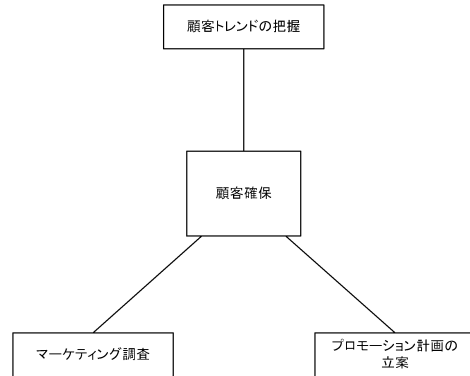 顧客トレンドの把握
顧客確保
マーケティング調査
プロモーション計画の
立案